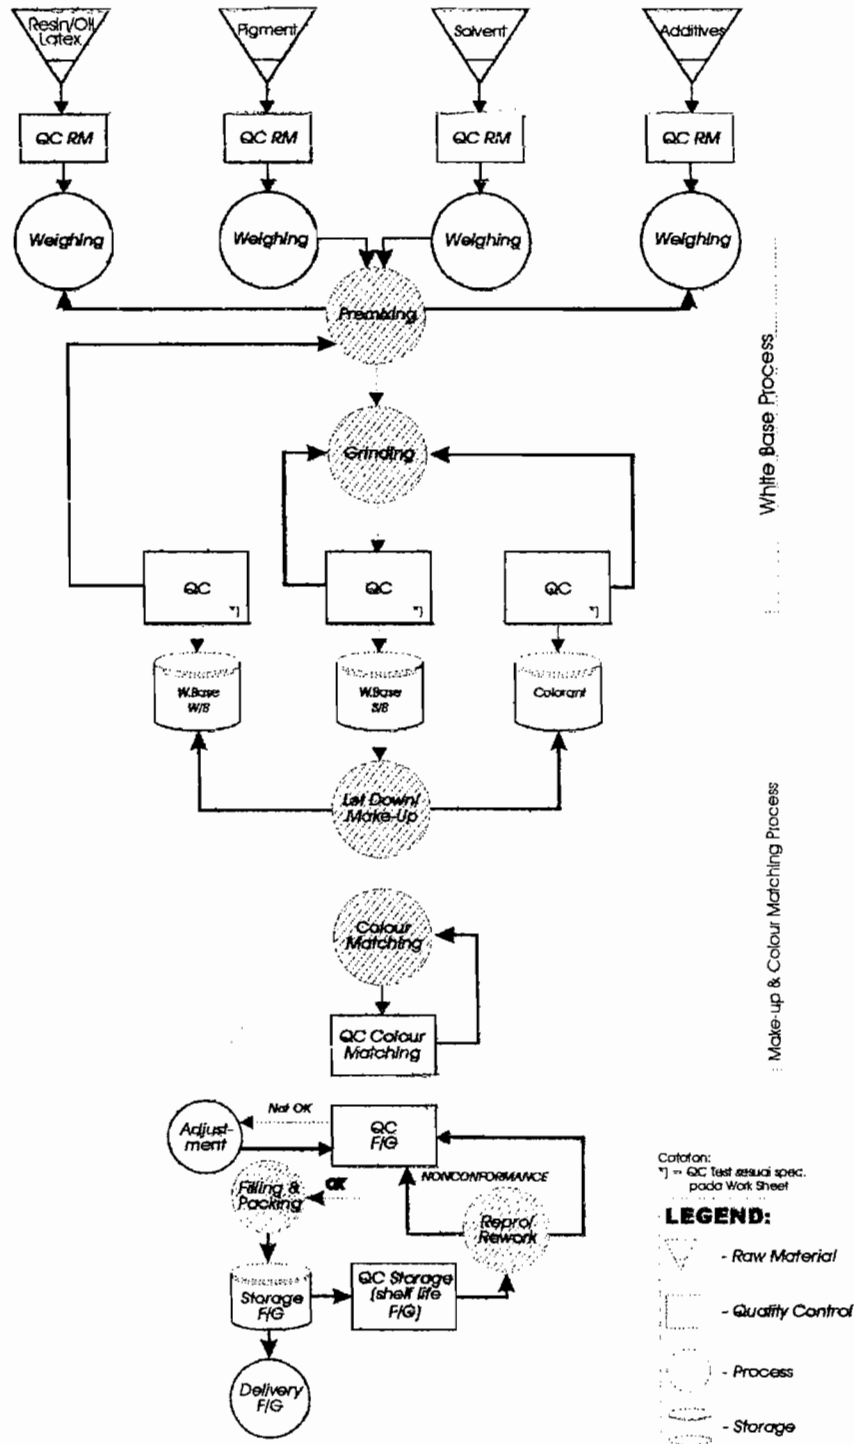 Resin/Oil
Latex
Pigment
Solvent
Additives
QC RM
QC RM
QC RM
QC RM
Weighing
Weighing
Weighing
Weighing
Premixing
Grinding
White Base Process
QC
*)
QC
*)
QC
*)
W.Base
W/B
W.Base
S/B
Colorant
Let Down/
Make-Up
Colour
Matching
QC Colour
Matching
Make-up & Colour Matching Process
Not OK
Adjust-
ment
QC
F/G
Filling &
Packing
OK
NONCONFORMANCE
Repro/
Rework
Storage
F/G
QC Storage
(shelf life
F/G)
Delivery
F/G
Catatan:
*) = QC Test sesuai spec.
pada Work Sheet
LEGEND:
- Raw Material
- Quality Control
- Process
- Storage